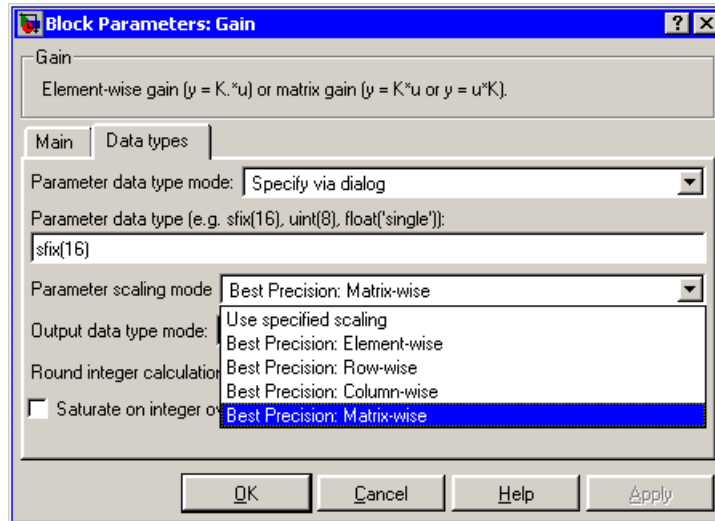 Block Parameters: Gain
Gain
Element-wise gain (y = K.*u) or matrix gain (y = K*u or y = u*K).
Main Data types
Parameter data type mode: Specify via dialog
Parameter data type (e.g. sfix(16), uint(8), float('single')):
sfix(16)
Parameter scaling mode Best Precision: Matrix-wise
Use specified scaling
Output data type mode:
Best Precision: Element-wise
Best Precision: Row-wise
Round integer calculation
Best Precision: Column-wise
Saturate on integer ov
Best Precision: Matrix-wise
OK Cancel Help Apply